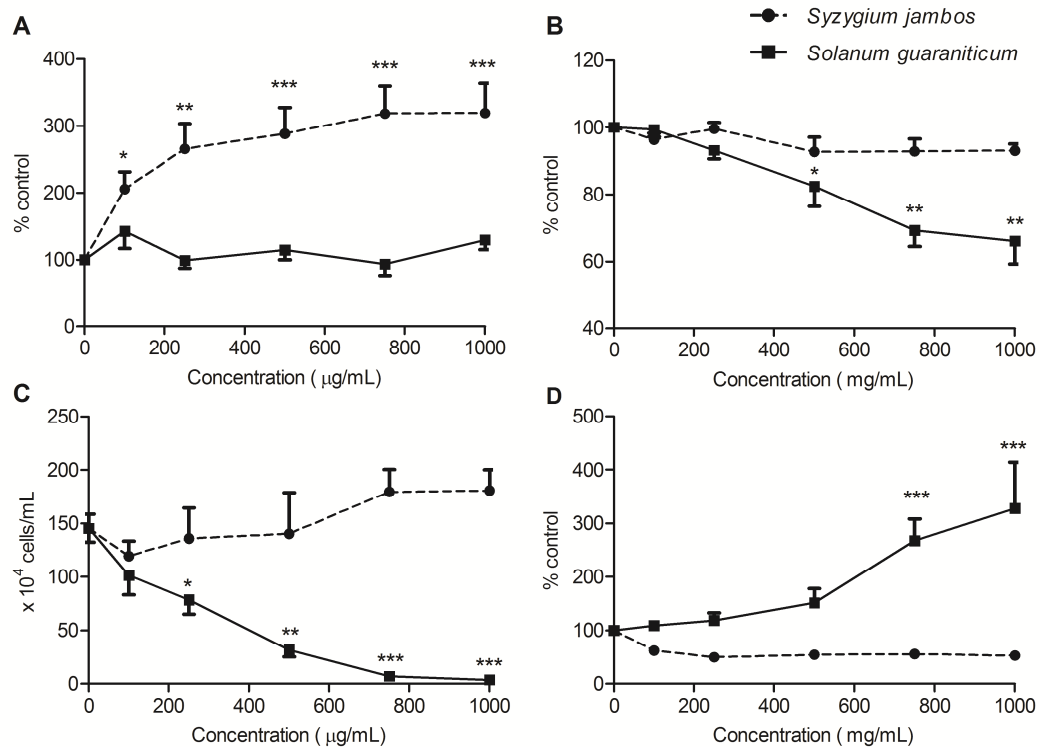 A
400
300
200
100
0
% control
*
**
***
***
***
0 200 400 600 800 1000
Concentration ( μg/mL)
B
Syzygium jambos
Solanum guaraniticum
120
100
80
60
40
% control
*
**
**
0 200 400 600 800 1000
Concentration ( mg/mL)
C
250
200
150
100
50
0
x 10⁴ cells/mL
*
**
***
***
0 200 400 600 800 1000
Concentration ( μg/mL)
D
500
400
300
200
100
0
% control
***
***
0 200 400 600 800 1000
Concentration ( mg/mL)